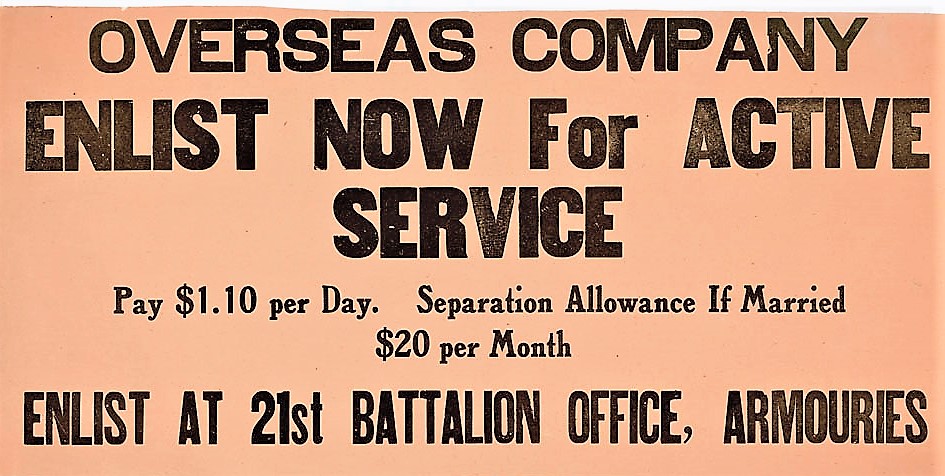 OVERSEAS COMPANY
ENLIST NOW For ACTIVE
SERVICE
Pay $1.10 per Day. Separation Allowance If Married
$20 per Month
ENLIST AT 21st BATTALION OFFICE, ARMOURIES